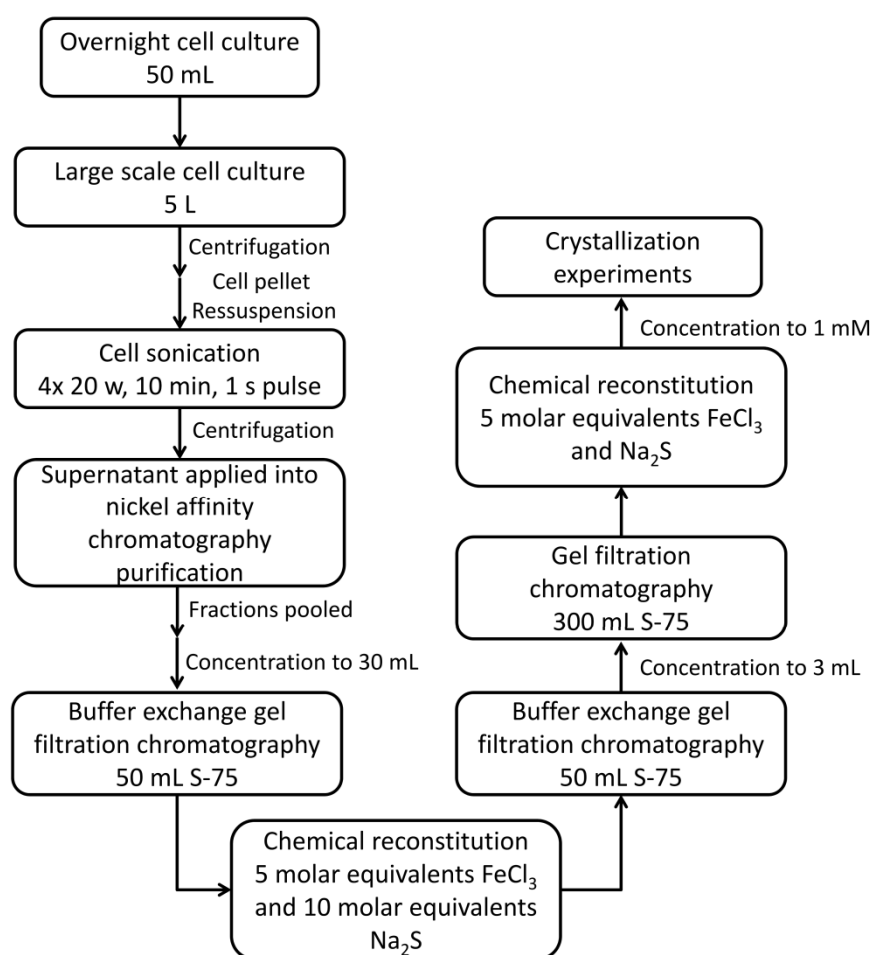 Overnight cell culture
50 mL
Large scale cell culture
5 L
Centrifugation
Cell pellet
Ressuspension
Cell sonication
4x 20 w, 10 min, 1 s pulse
Centrifugation
Supernatant applied into
nickel affinity
chromatography
purification
Fractions pooled
Concentration to 30 mL
Buffer exchange gel
filtration chromatography
50 mL S-75
Chemical reconstitution
5 molar equivalents FeCl₃
and 10 molar equivalents
Na₂S
Buffer exchange gel
filtration chromatography
50 mL S-75
Concentration to 3 mL
Gel filtration
chromatography
300 mL S-75
Chemical reconstitution
5 molar equivalents FeCl₃
and Na₂S
Concentration to 1 mM
Crystallization
experiments